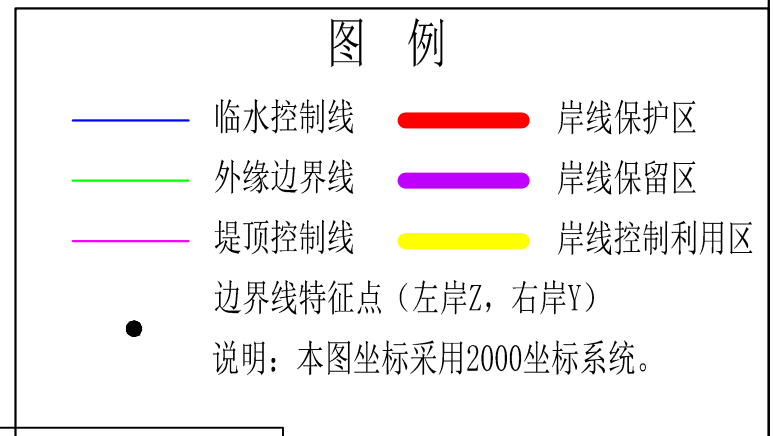 图 例
临水控制线 岸线保护区
外缘边界线 岸线保留区
堤顶控制线 岸线控制利用区
边界线特征点（左岸Z，右岸Y）
说明：本图坐标采用2000坐标系统。